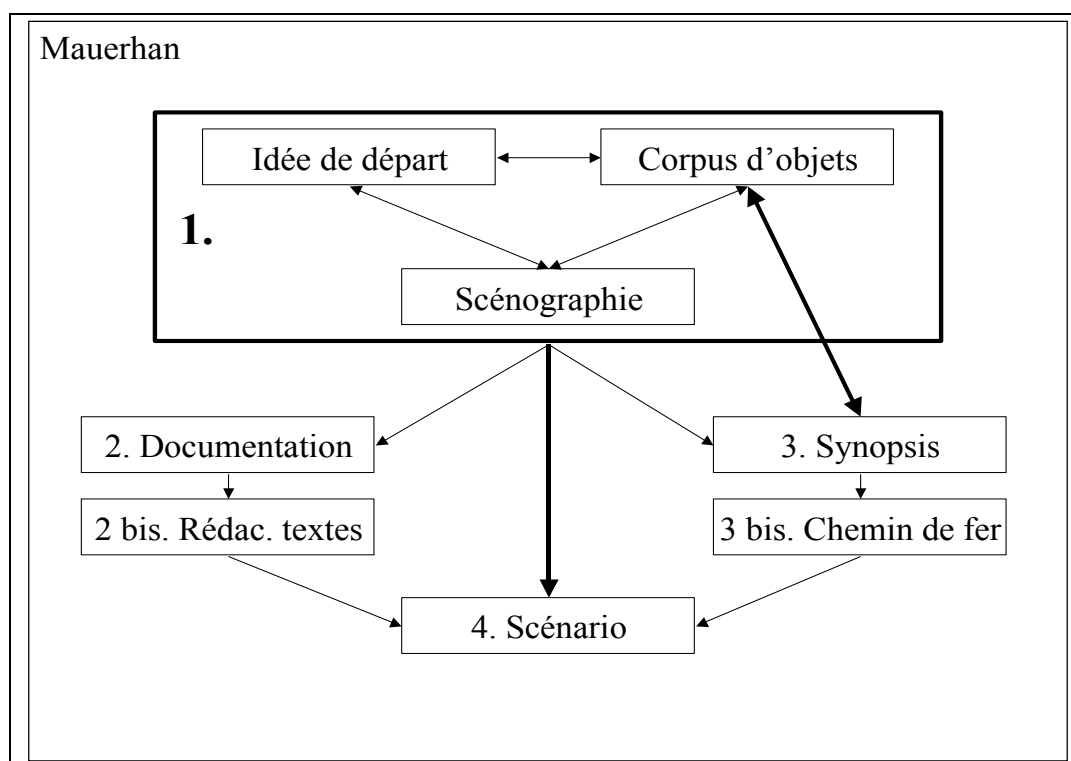 Mauerhan
Idée de départ
Corpus d’objets
1.
Scénographie
2. Documentation
3. Synopsis
2 bis. Rédac. textes
3 bis. Chemin de fer
4. Scénario